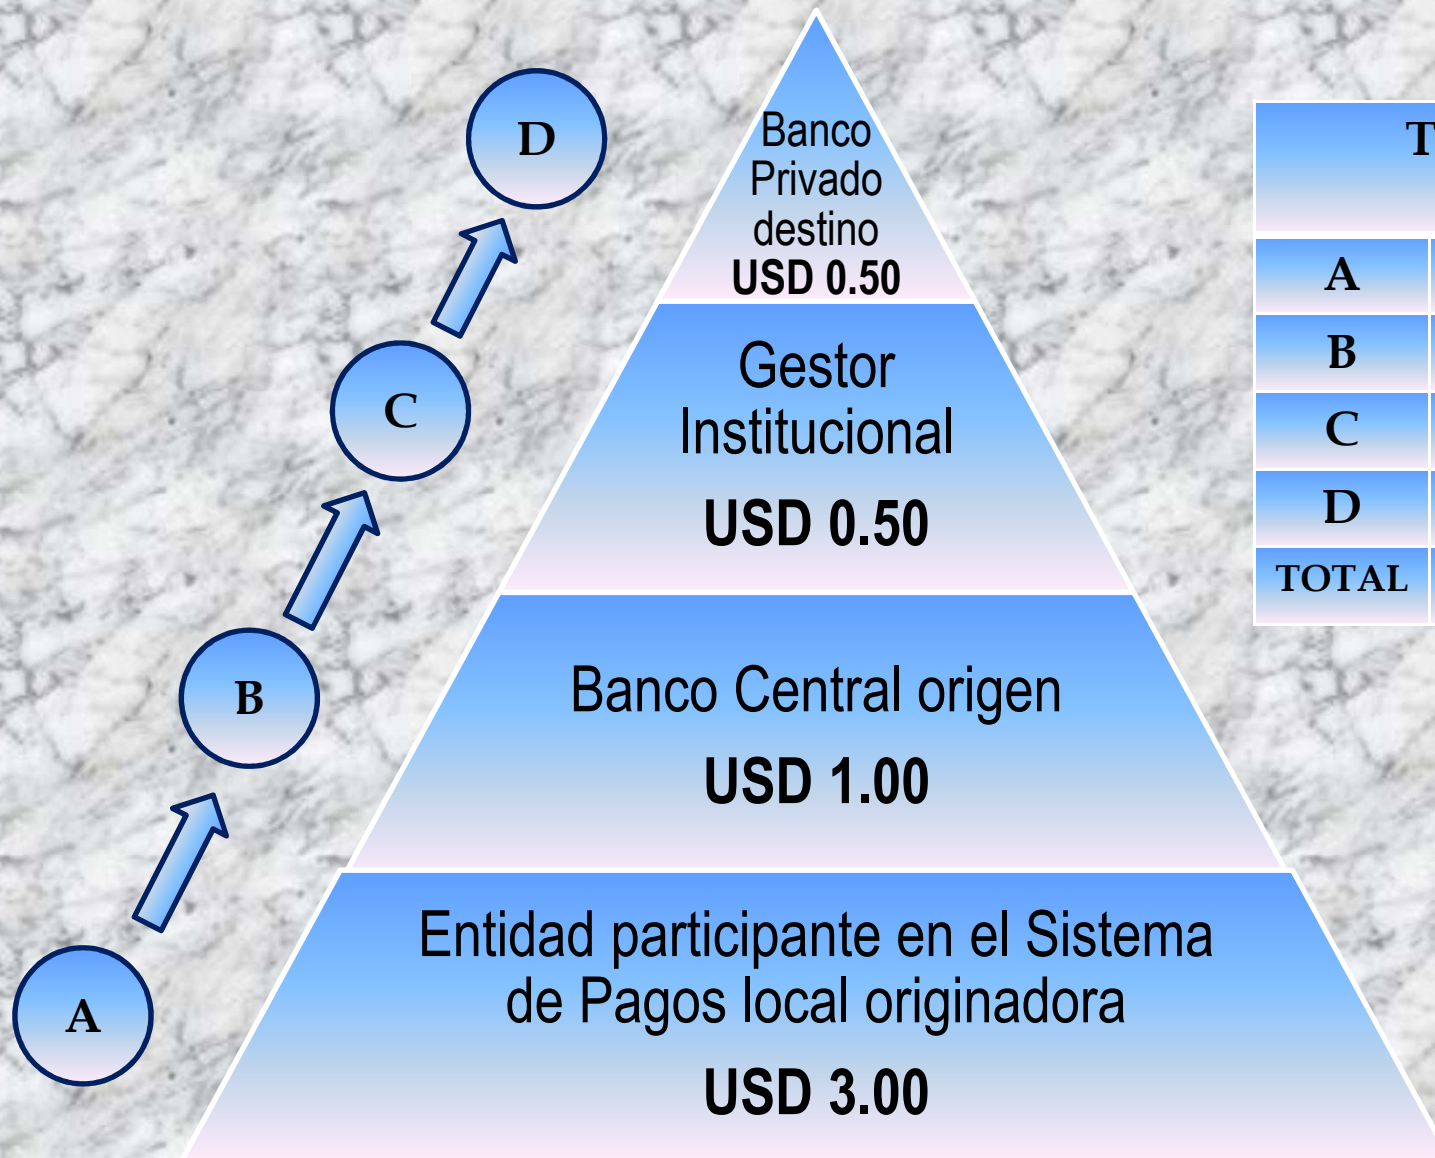 D
Banco
Privado
destino
USD 0.50
C
Gestor
Institucional
USD 0.50
B
Banco Central origen
USD 1.00
A
Entidad participante en el Sistema
de Pagos local originadora
USD 3.00
T
A
B
C
D
TOTAL